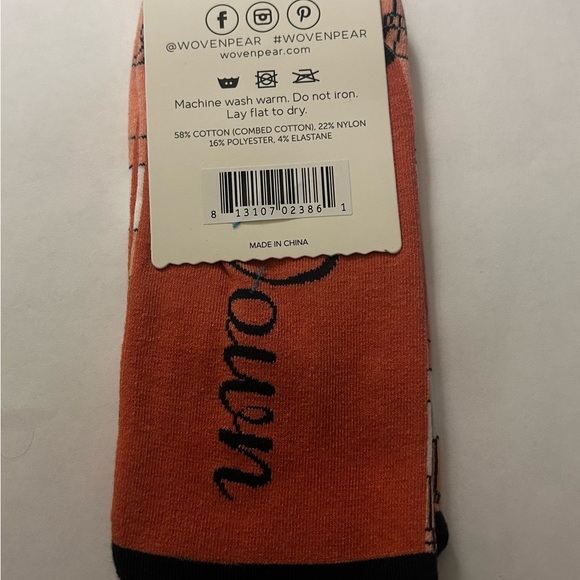 @WOVENPEAR #WOVENPEAR
wovenpear.com
Machine wash warm. Do not iron.
Lay flat to dry.
58% COTTON (COMBED COTTON), 22% NYLON
16% POLYESTER, 4% ELASTANE
8 13107 02386 1
MADE IN CHINA